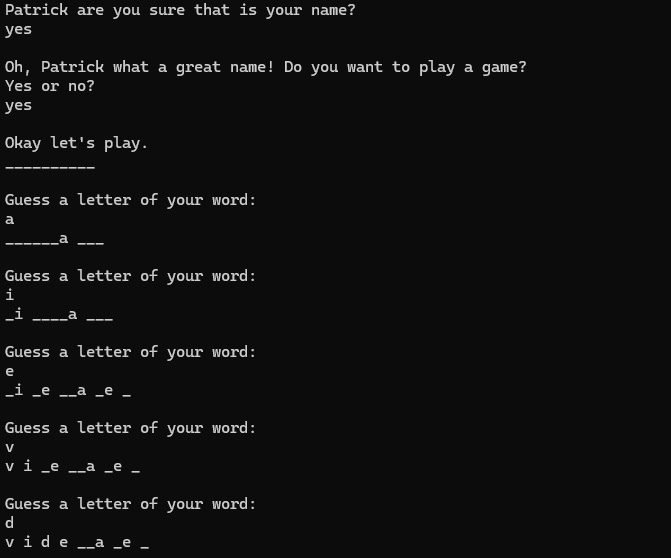 Patrick are you sure that is your name?
yes
Oh, Patrick what a great name! Do you want to play a game?
Yes or no?
yes
Okay let's play.
__________
Guess a letter of your word:
a
______a ___
Guess a letter of your word:
i
_i ____a ___
Guess a letter of your word:
e
_i _e __a _e _
Guess a letter of your word:
v
v i _e __a _e _
Guess a letter of your word:
d
v i d e __a _e _